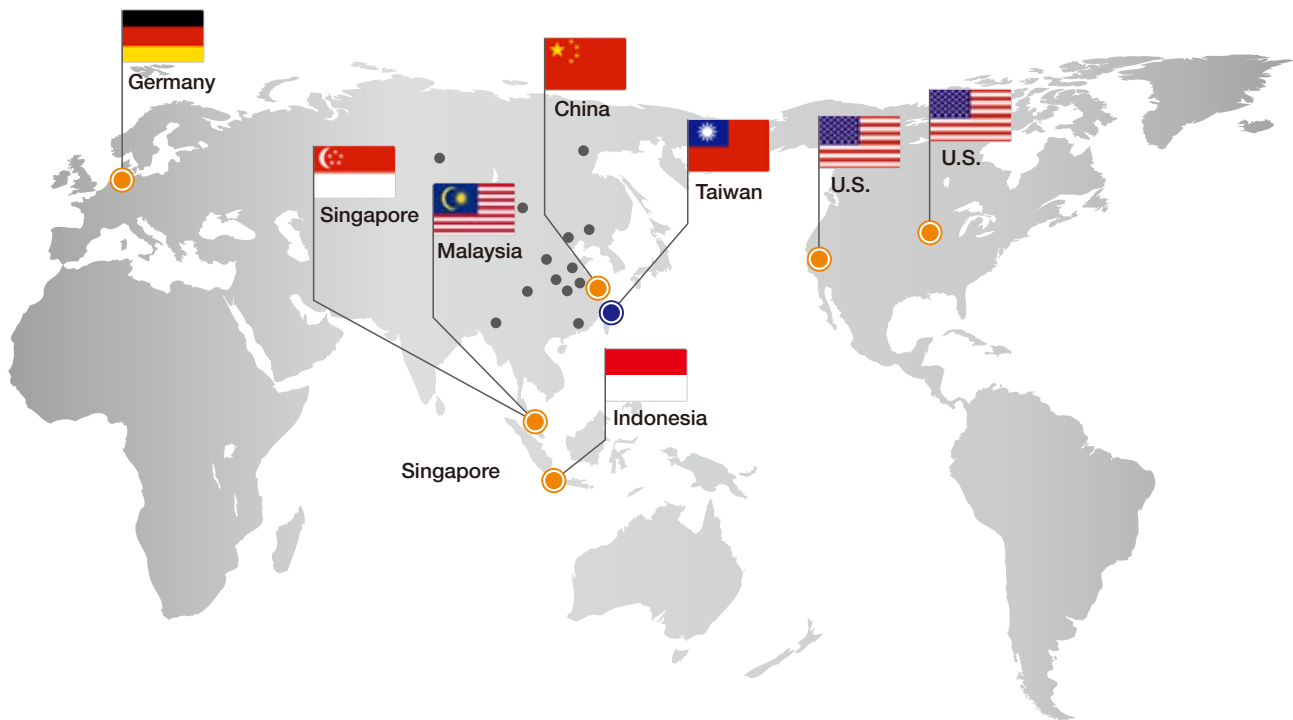 Germany
China
U.S.
U.S.
Taiwan
Singapore
Malaysia
Indonesia
Singapore